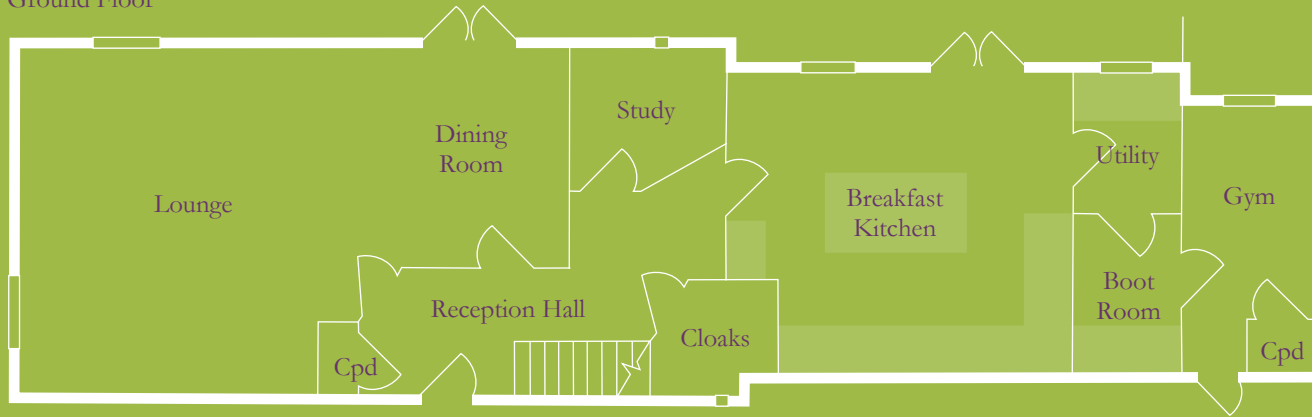 Ground Floor
Study
Dining
Room
Utility
Lounge
Breakfast
Kitchen
Gym
Boot
Room
Reception Hall
Cloaks
Cpd
Cpd